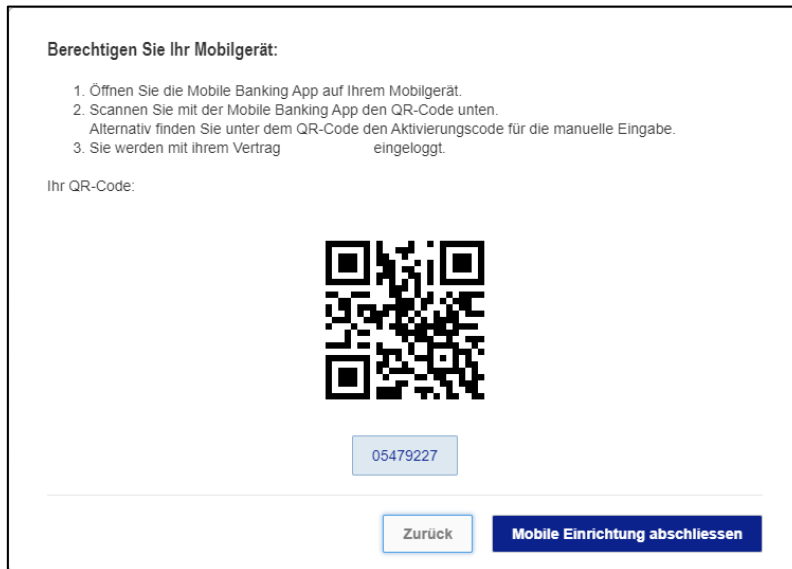 Berechtigen Sie Ihr Mobilgerät:
1. Öffnen Sie die Mobile Banking App auf Ihrem Mobilgerät.
2. Scannen Sie mit der Mobile Banking App den QR-Code unten.
Alternativ finden Sie unter dem QR-Code den Aktivierungscode für die manuelle Eingabe.
3. Sie werden mit ihrem Vertrag eingeloggt.
Ihr QR-Code:
05479227
Zurück Mobile Einrichtung abschliessen